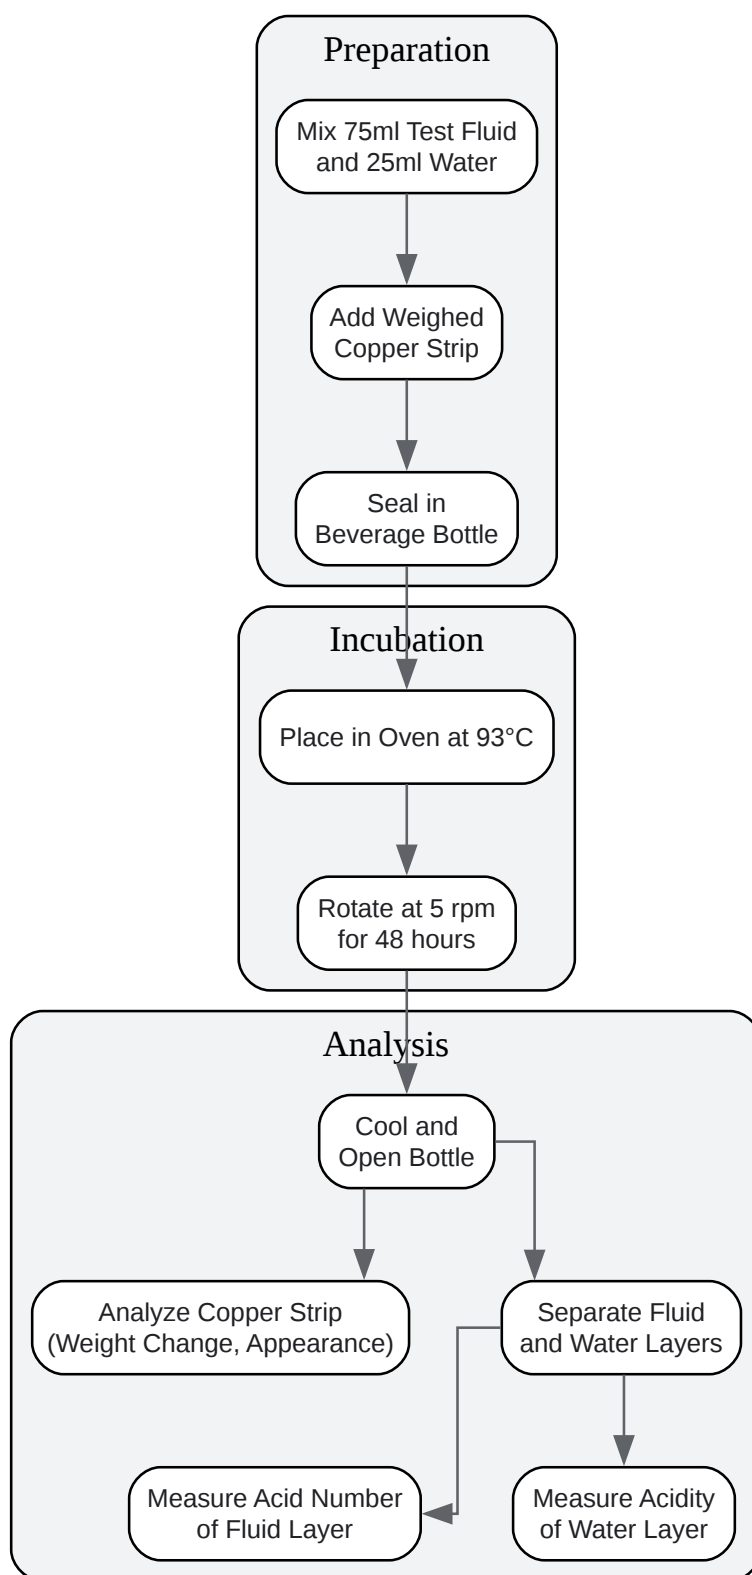 Preparation
Mix 75ml Test Fluid
and 25ml Water
Add Weighed
Copper Strip
Seal in
Beverage Bottle
Incubation
Place in Oven at 93°C
Rotate at 5 rpm
for 48 hours
Analysis
Cool and
Open Bottle
Analyze Copper Strip
(Weight Change, Appearance)
Separate Fluid
and Water Layers
Measure Acid Number
of Fluid Layer
Measure Acidity
of Water Layer